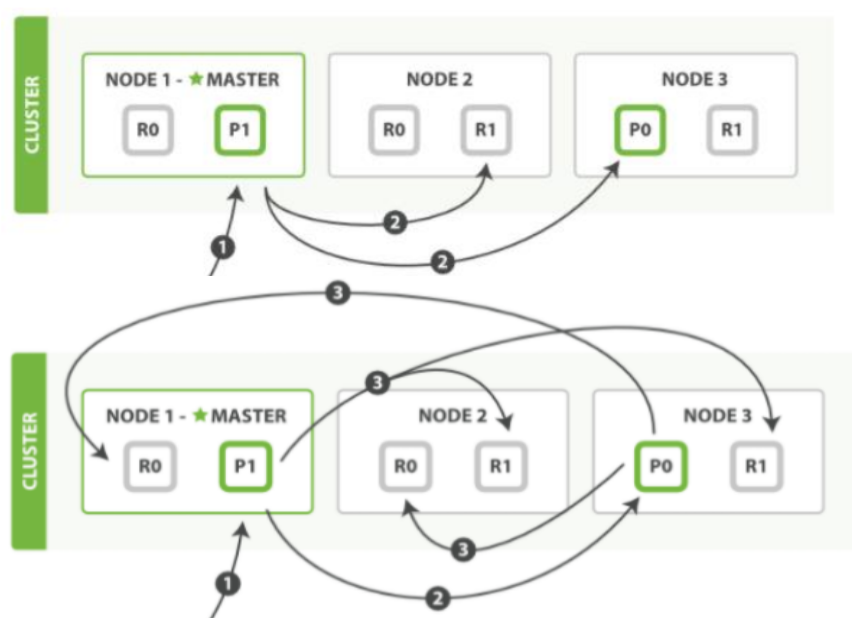 CLUSTER
NODE 1 - ★ MASTER
R0
P1
NODE 2
R0
R1
NODE 3
P0
R1
1
2
2
3
CLUSTER
NODE 1 - ★ MASTER
R0
P1
3
NODE 2
R0
R1
NODE 3
P0
R1
3
1
2